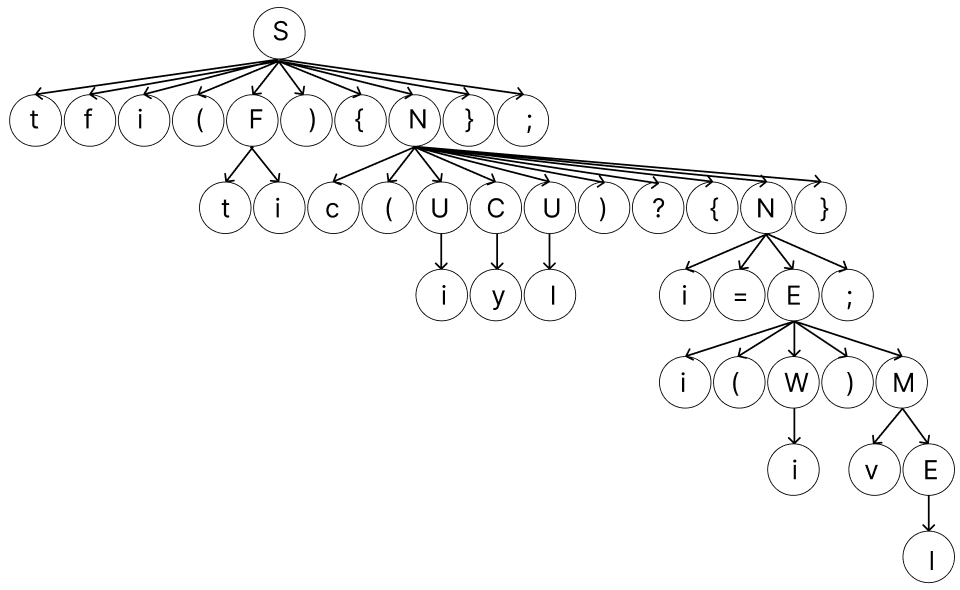 S
t f i ( F ) { N } ;
t i c ( U C U ) ? { N }
i y l i = E ;
i ( W ) M
i v E
l